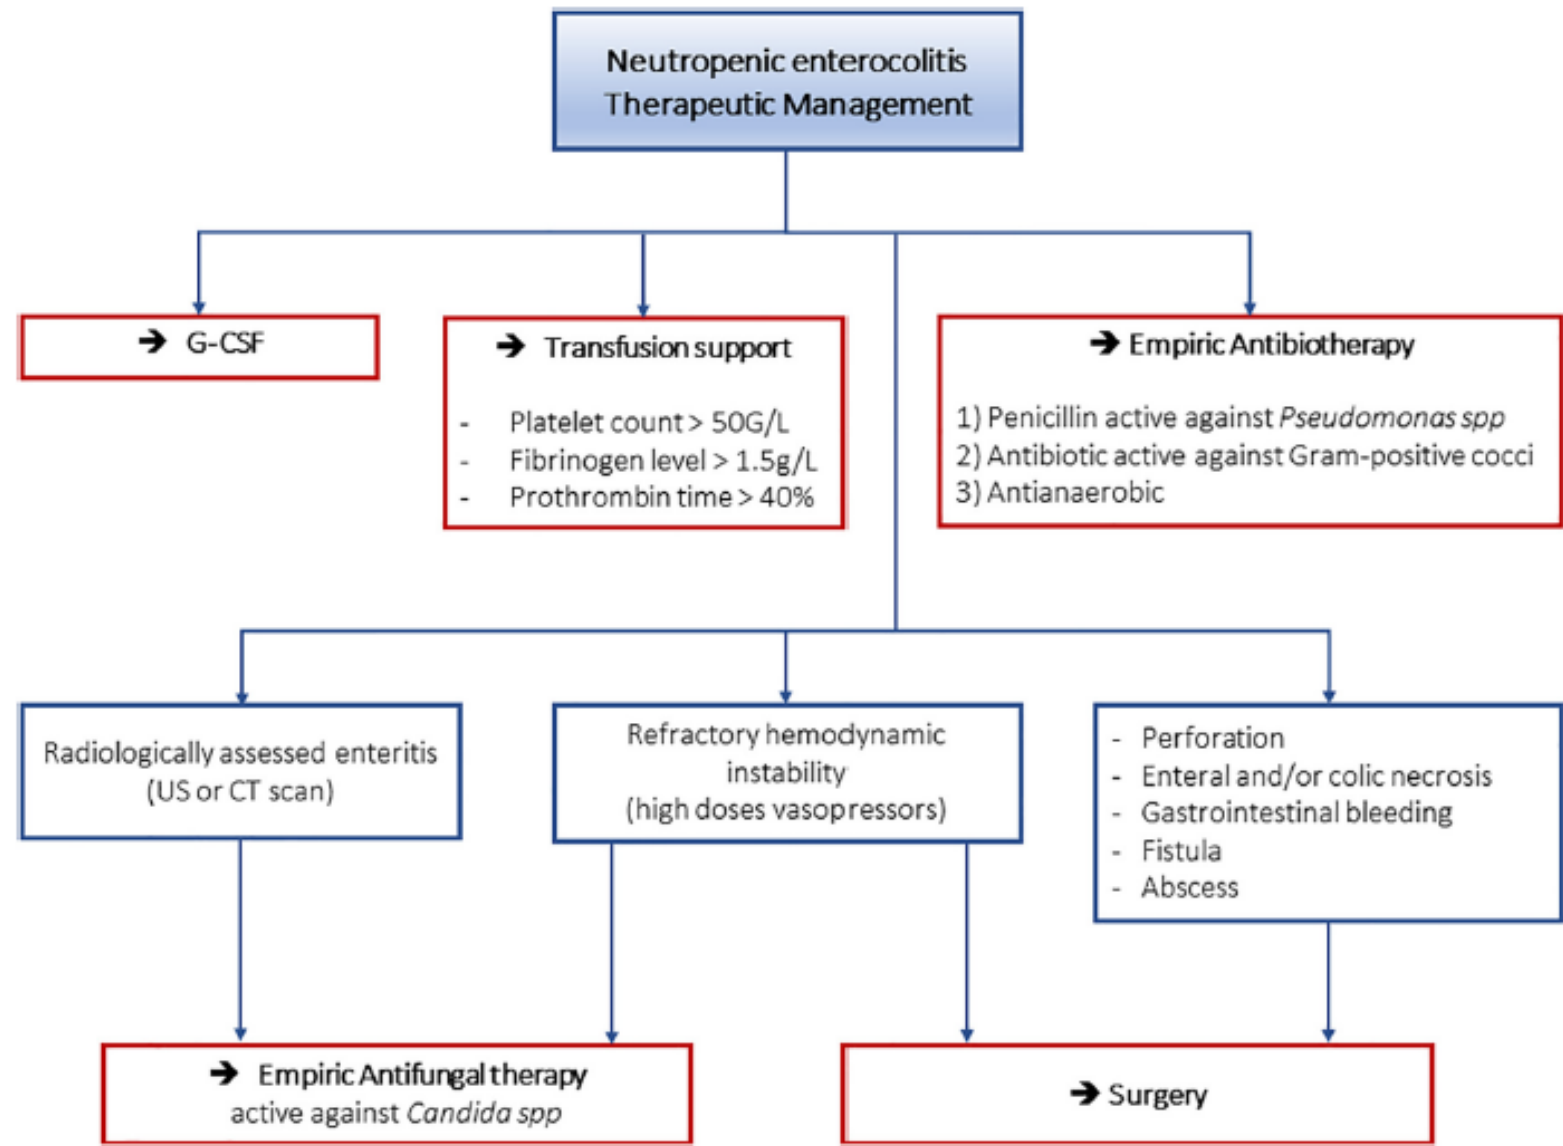 Neutropenic enterocolitis
Therapeutic Management
➔ G-CSF
➔ Transfusion support
- Platelet count > 50G/L
- Fibrinogen level > 1.5g/L
- Prothrombin time > 40%
➔ Empiric Antibiotherapy
1) Penicillin active against Pseudomonas spp
2) Antibiotic active against Gram-positive cocci
3) Antianaerobic
Radiologically assessed enteritis
(US or CT scan)
Refractory hemodynamic
instability
(high doses vasopressors)
- Perforation
- Enteral and/or colic necrosis
- Gastrointestinal bleeding
- Fistula
- Abscess
➔ Empiric Antifungal therapy
active against Candida spp
➔ Surgery